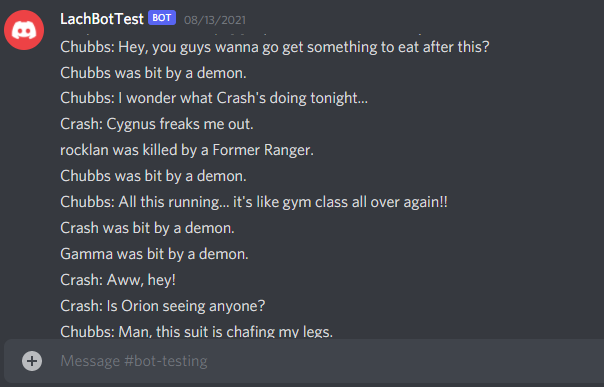 LachBotTest BOT 08/13/2021
Chubbs: Hey, you guys wanna go get something to eat after this?
Chubbs was bit by a demon.
Chubbs: I wonder what Crash's doing tonight...
Crash: Cygnus freaks me out.
rocklan was killed by a Former Ranger.
Chubbs was bit by a demon.
Chubbs: All this running... it's like gym class all over again!!
Crash was bit by a demon.
Gamma was bit by a demon.
Crash: Aww, hey!
Crash: Is Orion seeing anyone?
Chubbs: Man, this suit is chafing my legs.
Message #bot-testing